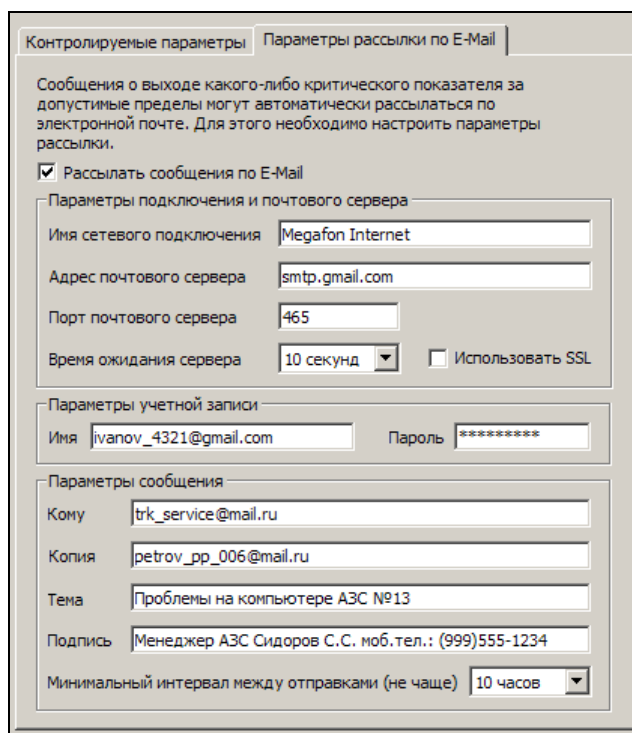 Контролируемые параметры Параметры рассылки по E-Mail
Сообщения о выходе какого-либо критического показателя за
допустимые пределы могут автоматически рассылаться по
электронной почте. Для этого необходимо настроить параметры
рассылки.
Рассылать сообщения по E-Mail
Параметры подключения и почтового сервера
Имя сетевого подключения Megafon Internet
Адрес почтового сервера smtp.gmail.com
Порт почтового сервера 465
Время ожидания сервера 10 секунд Использовать SSL
Параметры учетной записи
Имя ivanov_4321@gmail.com Пароль *********
Параметры сообщения
Кому trk_service@mail.ru
Копия petrov_pp_006@mail.ru
Тема Проблемы на компьютере АЗС №13
Подпись Менеджер АЗС Сидоров С.С. моб.тел.: (999)555-1234
Минимальный интервал между отправками (не чаще) 10 часов